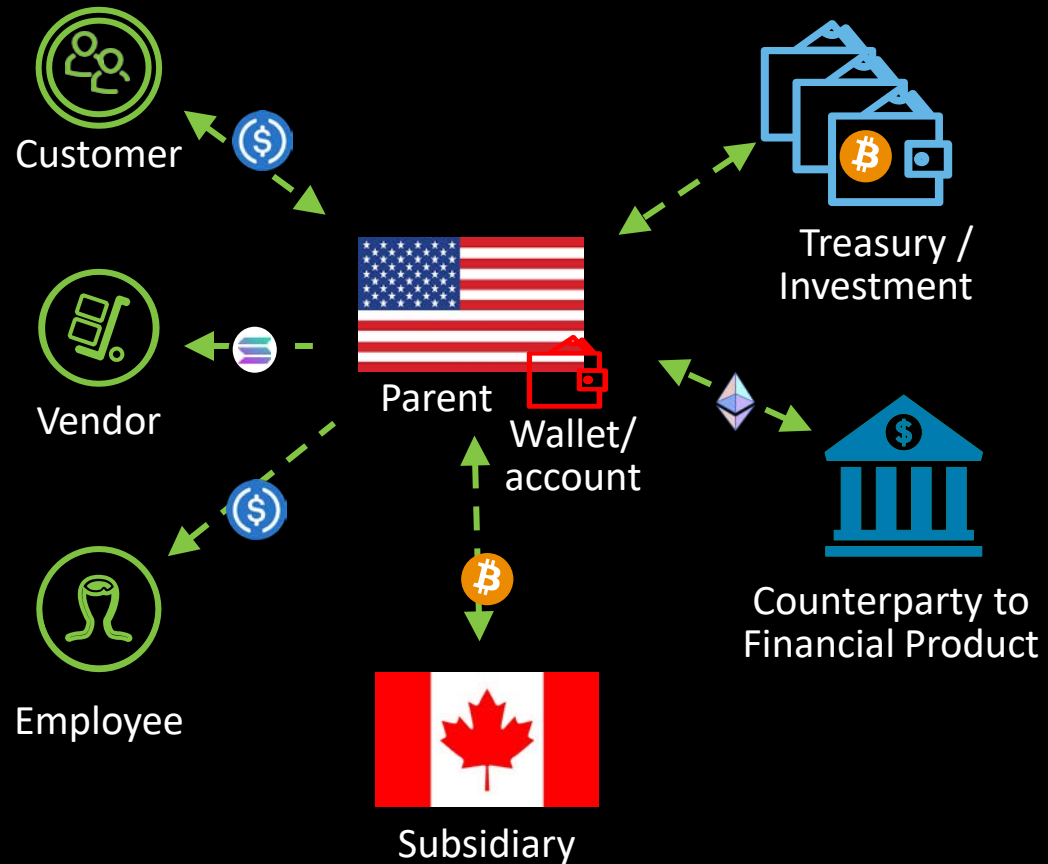 Customer
Treasury /
Investment
Vendor
Parent
Wallet/
account
Counterparty to
Financial Product
Employee
Subsidiary